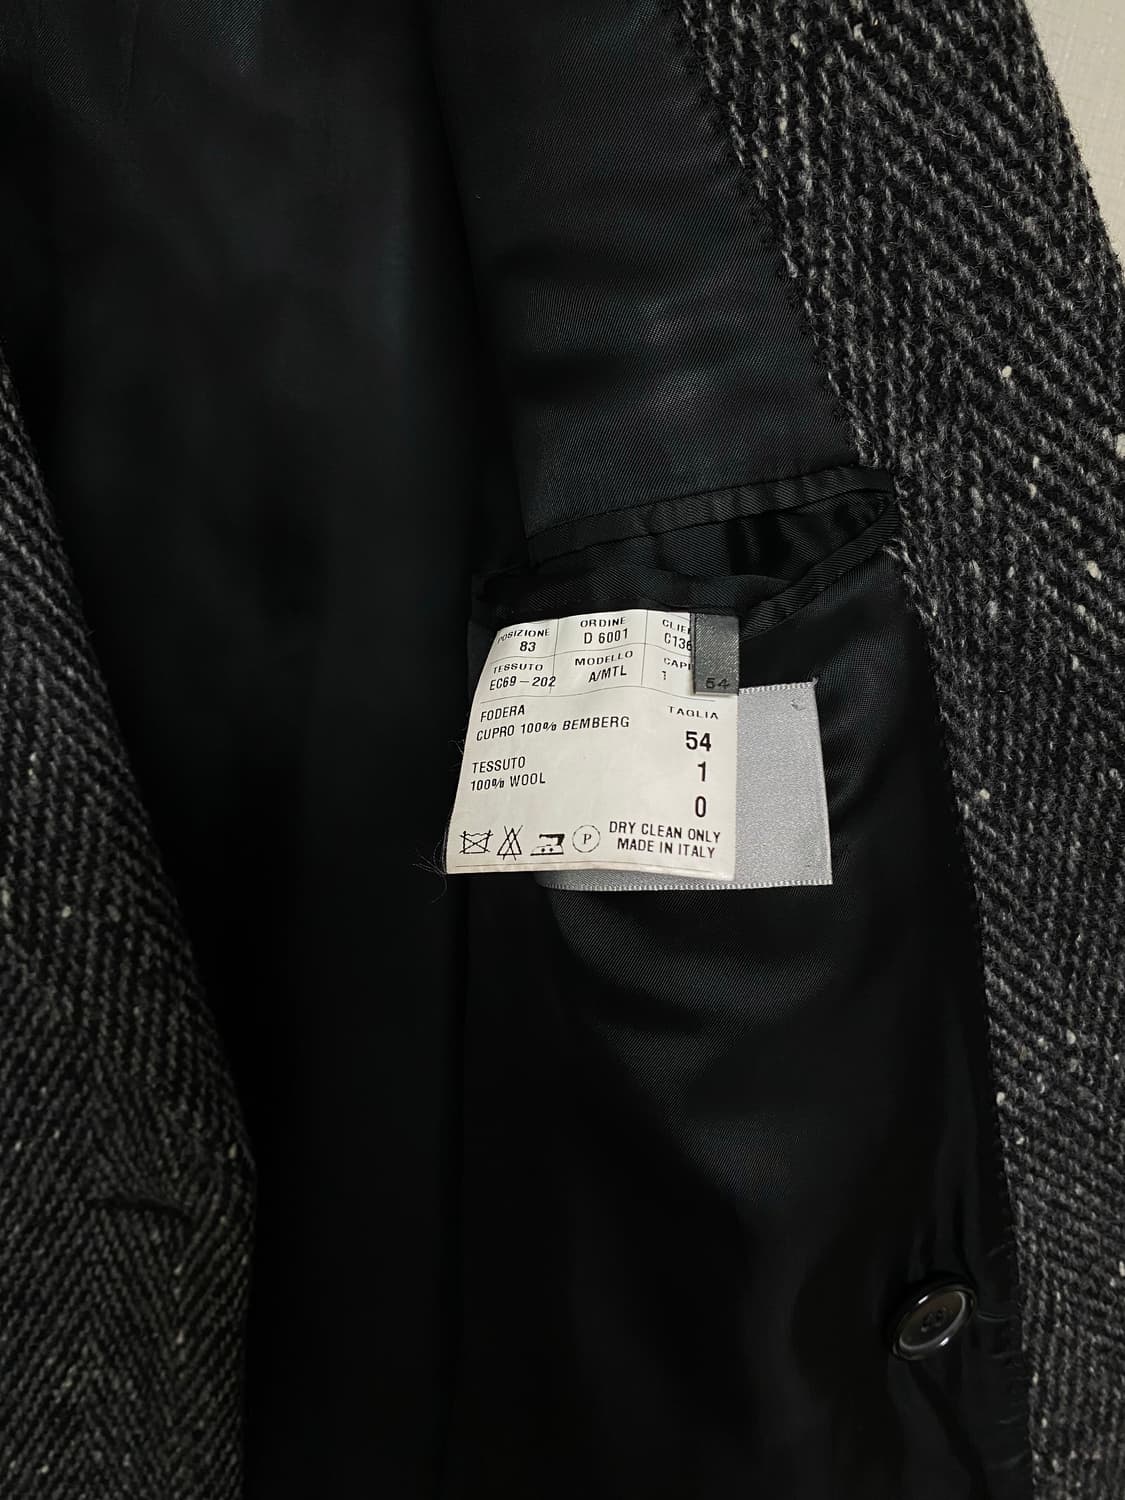 POSIZIONE ORDINE
83 D 6001
TESSUTO MODELLO
EC69-202 A/MTL 1
FODERA TAGLIA
CUPRO 100% BEMBERG 54
TESSUTO 1
100% WOOL 0
P DRY CLEAN ONLY
MADE IN ITALY
54